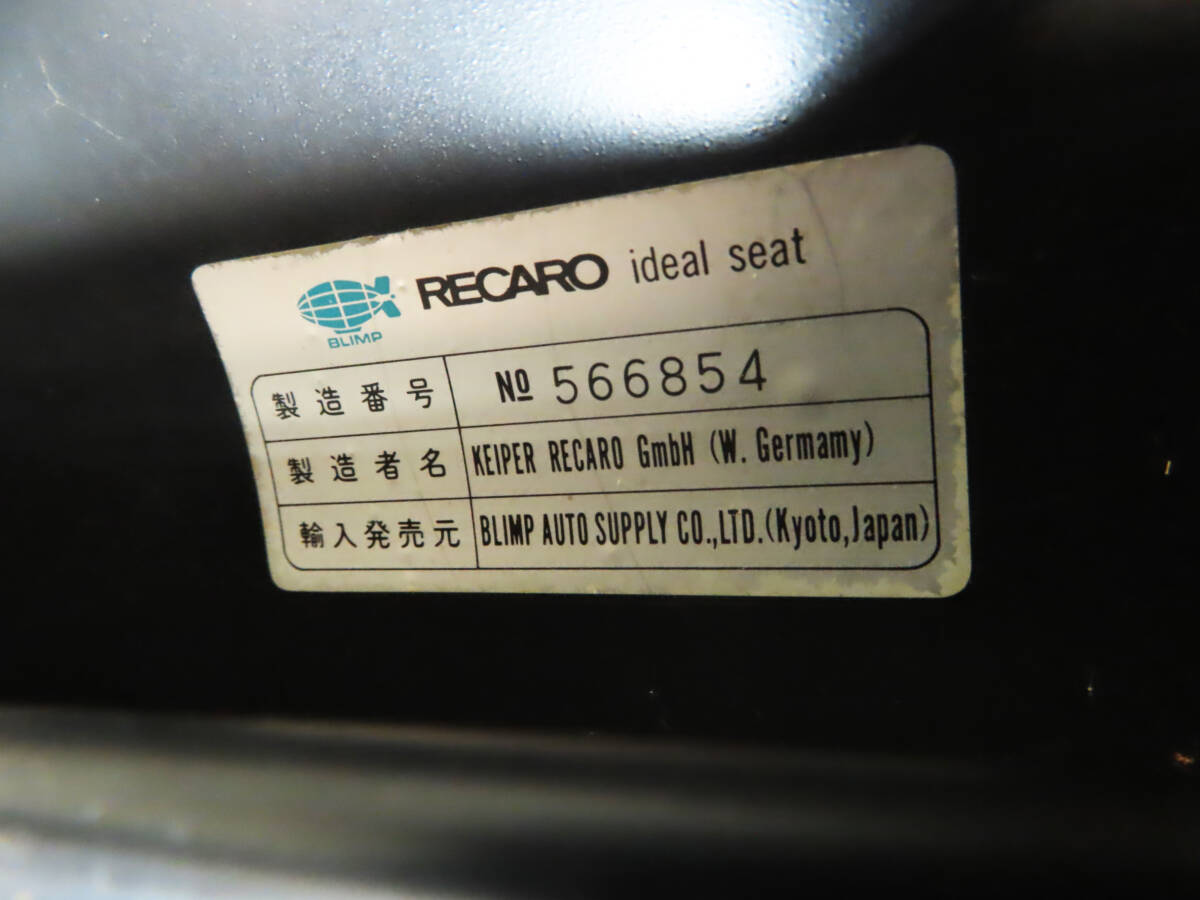 RECARO ideal seat
BLIMP
製造番号 No 566854
製造者名 KEIPER RECARO GmbH (W. Germamy)
輸入発売元 BLIMP AUTO SUPPLY CO.,LTD.(Kyoto,Japan)